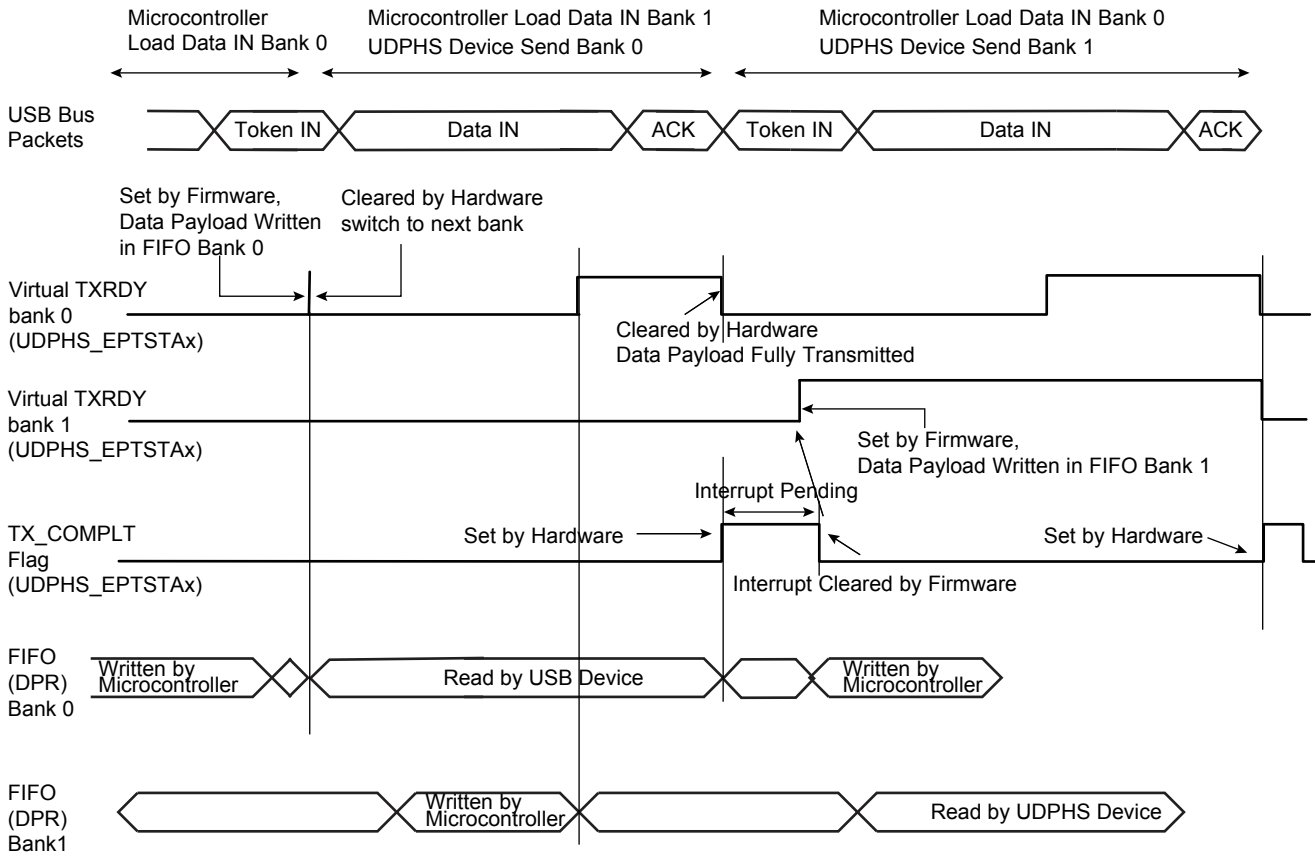 Microcontroller
Load Data IN Bank 0
Microcontroller Load Data IN Bank 1
UDPHS Device Send Bank 0
Microcontroller Load Data IN Bank 0
UDPHS Device Send Bank 1
USB Bus
Packets
Token IN
Data IN
ACK
Token IN
Data IN
ACK
Set by Firmware,
Data Payload Written
in FIFO Bank 0
Cleared by Hardware
switch to next bank
Virtual TXRDY
bank 0
(UDPHS_EPTSTAx)
Cleared by Hardware
Data Payload Fully Transmitted
Virtual TXRDY
bank 1
(UDPHS_EPTSTAx)
Set by Firmware,
Data Payload Written in FIFO Bank 1
Interrupt Pending
TX_COMPLT
Flag
(UDPHS_EPTSTAx)
Set by Hardware
Set by Hardware
Interrupt Cleared by Firmware
FIFO
(DPR)
Bank 0
Written by
Microcontroller
Read by USB Device
Written by
Microcontroller
FIFO
(DPR)
Bank1
Written by
Microcontroller
Read by UDPHS Device